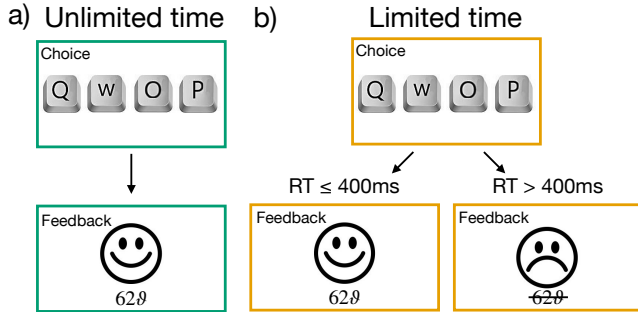 a) Unlimited time
Choice
Q W O P
Feedback
62ϑ
b) Limited time
Choice
Q W O P
RT ≤ 400ms
RT > 400ms
Feedback
62ϑ
Feedback
62ϑ